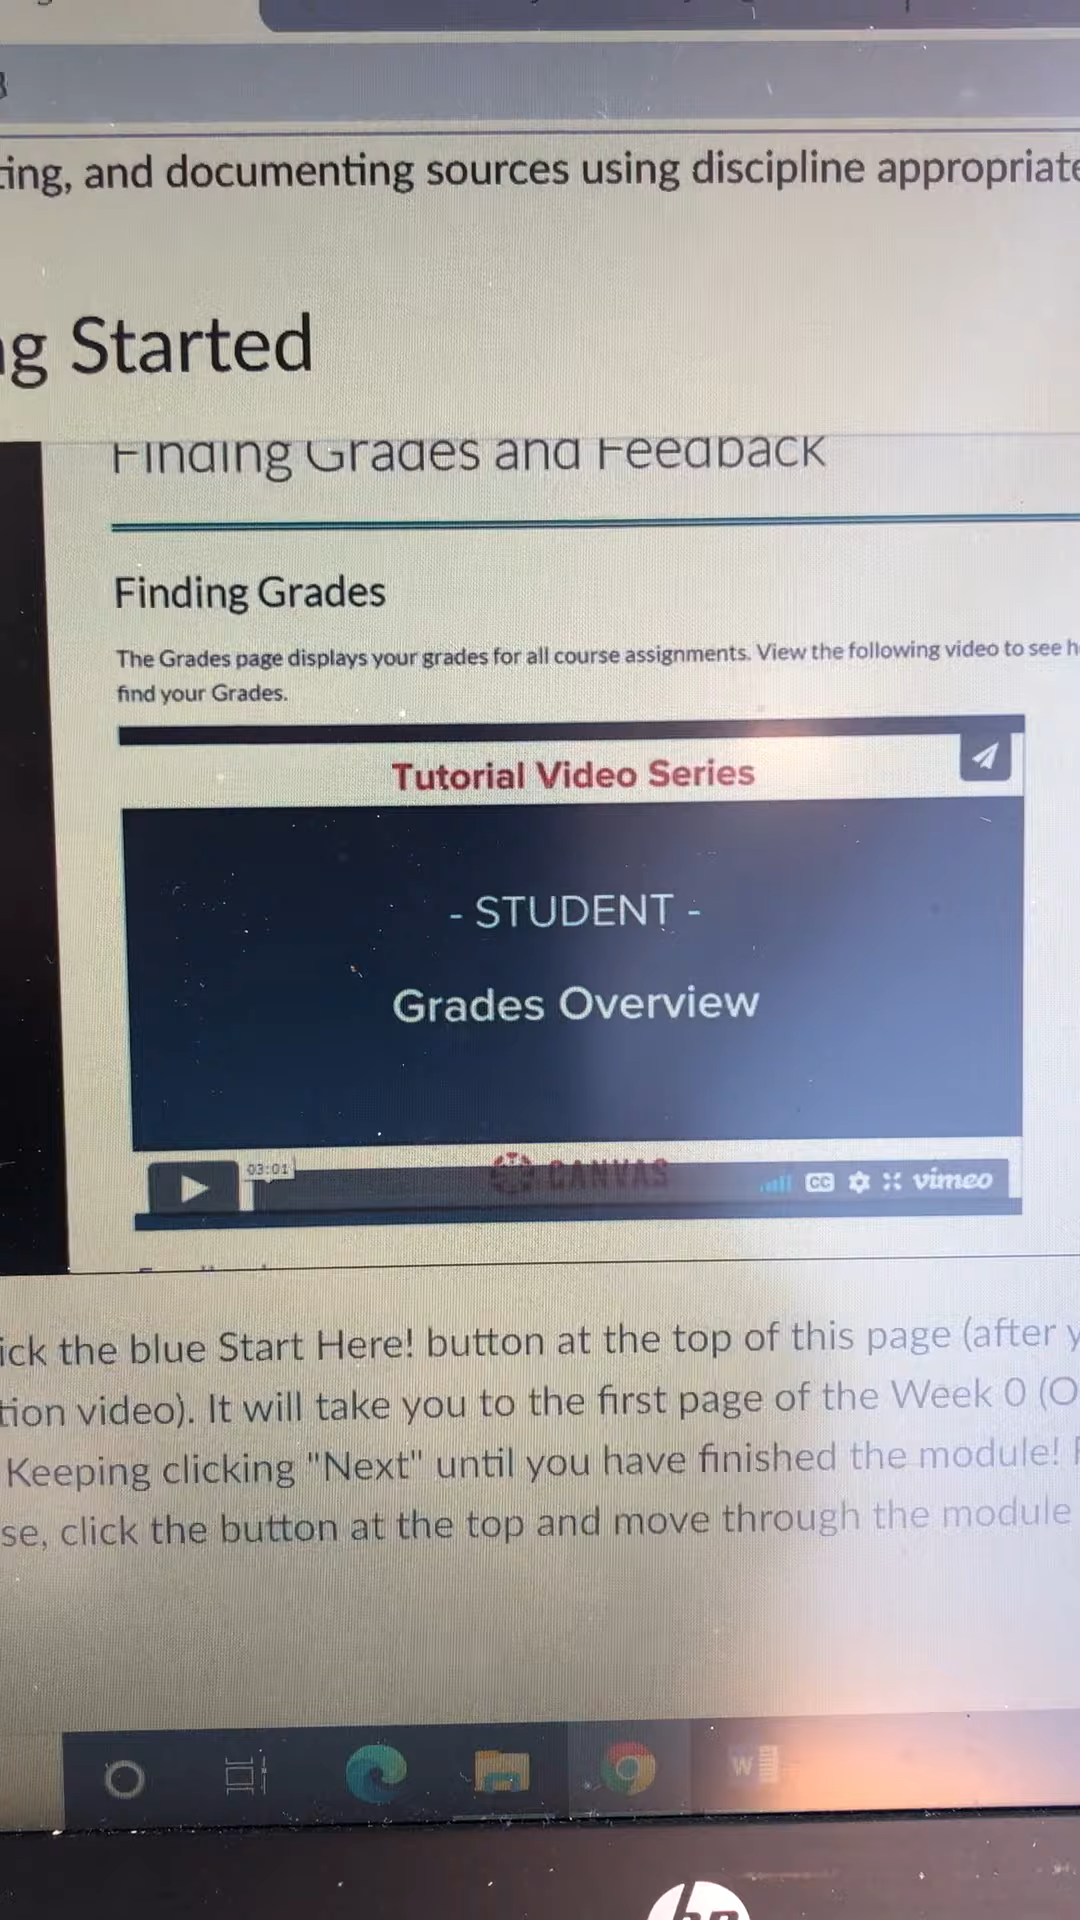 ing, and documenting sources using discipline appropriate
g Started
Finding Grades and Feedback
Finding Grades
The Grades page displays your grades for all course assignments. View the following video to see h
find your Grades.
Tutorial Video Series
- STUDENT -
Grades Overview
03:01
CANVAS
CC
vimeo
ick the blue Start Here! button at the top of this page (after y
tion video). It will take you to the first page of the Week 0 (O
Keeping clicking "Next" until you have finished the module!
se, click the button at the top and move through the module
W
hp